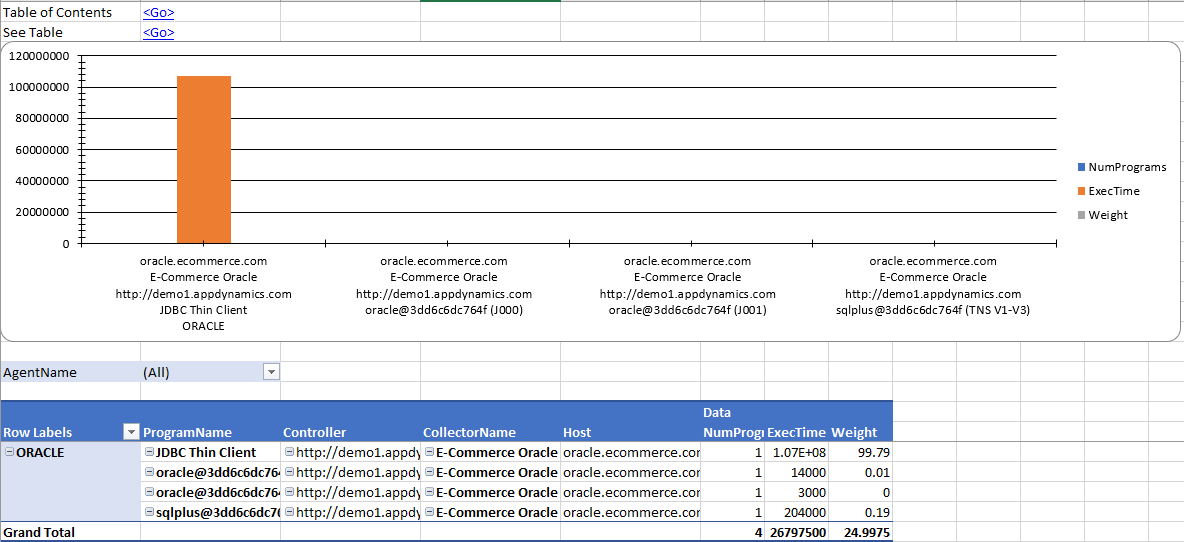 Table of Contents <Go>
See Table <Go>
120000000
100000000
80000000
60000000
40000000
20000000
0
NumPrograms
ExecTime
Weight
oracle.ecommerce.com oracle.ecommerce.com oracle.ecommerce.com oracle.ecommerce.com
E-Commerce Oracle E-Commerce Oracle E-Commerce Oracle E-Commerce Oracle
http://demo1.appdynamics.com http://demo1.appdynamics.com http://demo1.appdynamics.com http://demo1.appdynamics.com
JDBC Thin Client oracle@3dd6c6dc764f (J000) oracle@3dd6c6dc764f (J001) sqlplus@3dd6c6dc764f (TNS V1-V3)
ORACLE
AgentName (All)
Data
Row Labels ProgramName Controller CollectorName Host NumProgr ExecTime Weight
ORACLE JDBC Thin Client http://demo1.appdy E-Commerce Oracle oracle.ecommerce.com 1 1.07E+08 99.79
oracle@3dd6c6dc764 http://demo1.appdy E-Commerce Oracle oracle.ecommerce.com 1 14000 0.01
oracle@3dd6c6dc764 http://demo1.appdy E-Commerce Oracle oracle.ecommerce.com 1 3000 0
sqlplus@3dd6c6dc76 http://demo1.appdy E-Commerce Oracle oracle.ecommerce.com 1 204000 0.19
Grand Total 4 26797500 24.9975